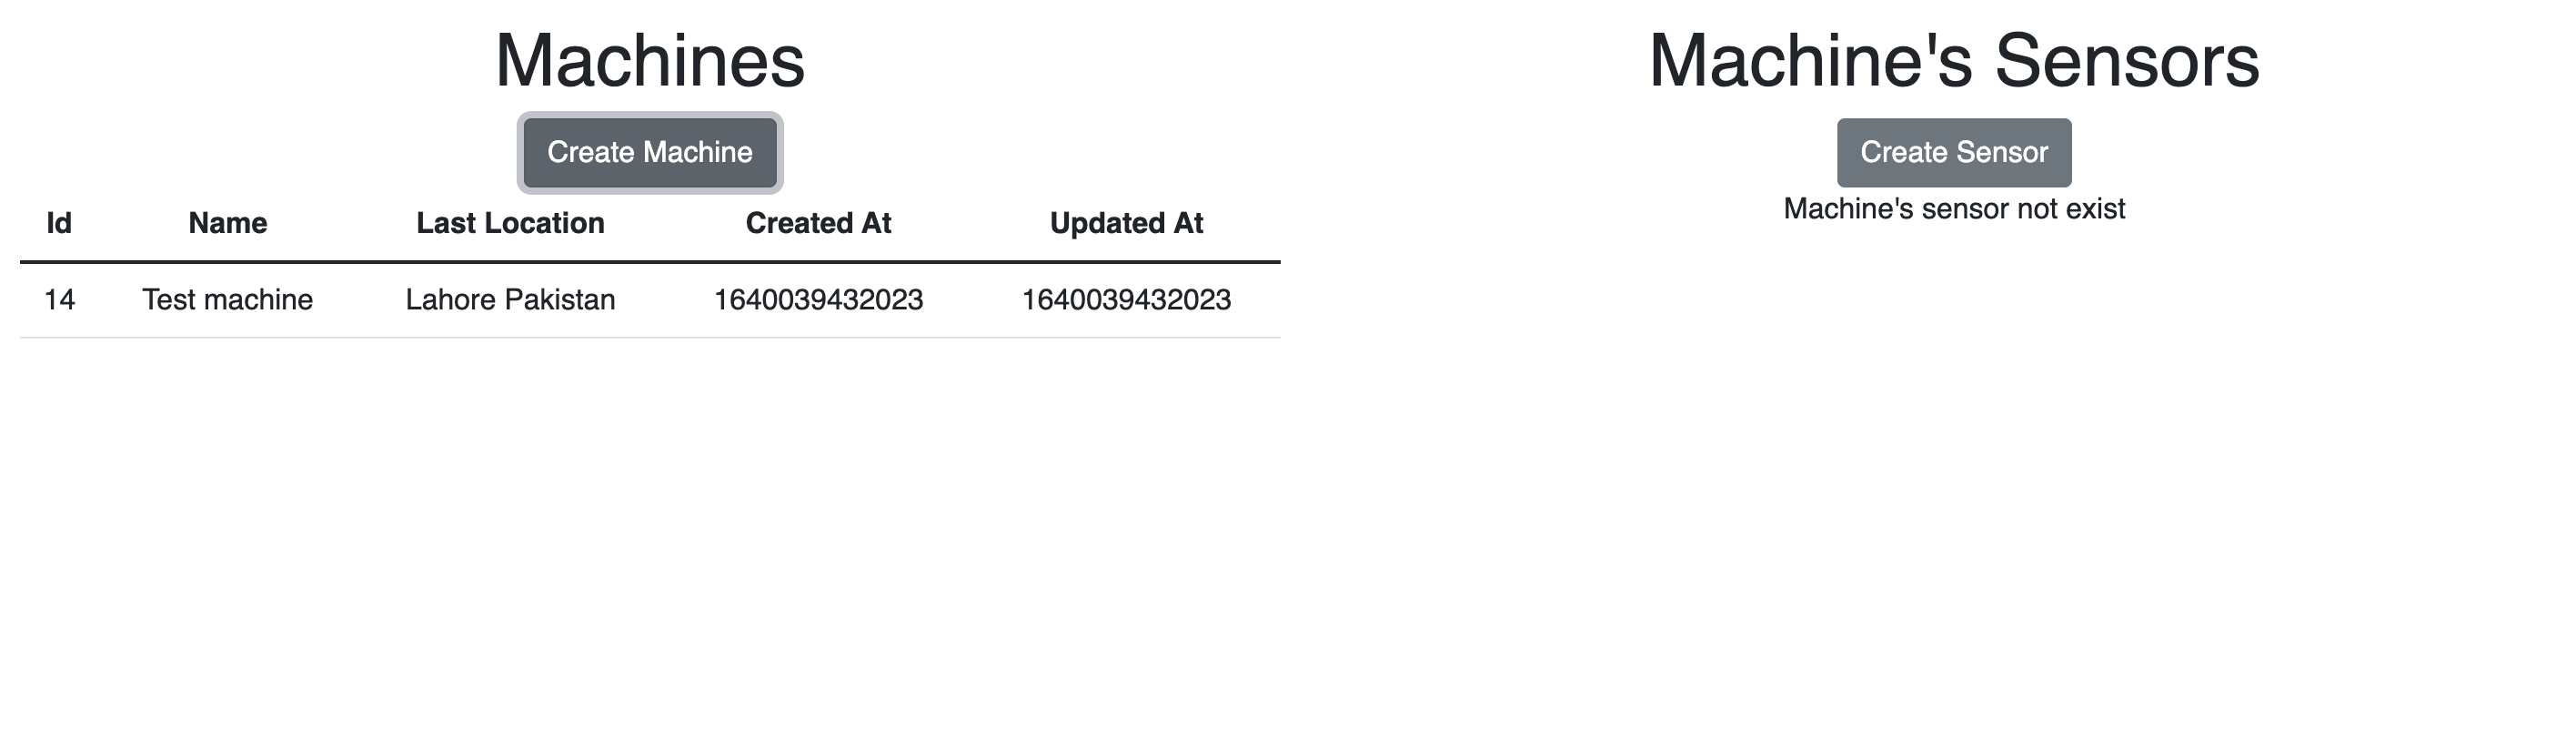 Machines
Create Machine
Id Name Last Location Created At Updated At
14 Test machine Lahore Pakistan 1640039432023 1640039432023
Machine's Sensors
Create Sensor
Machine's sensor not exist